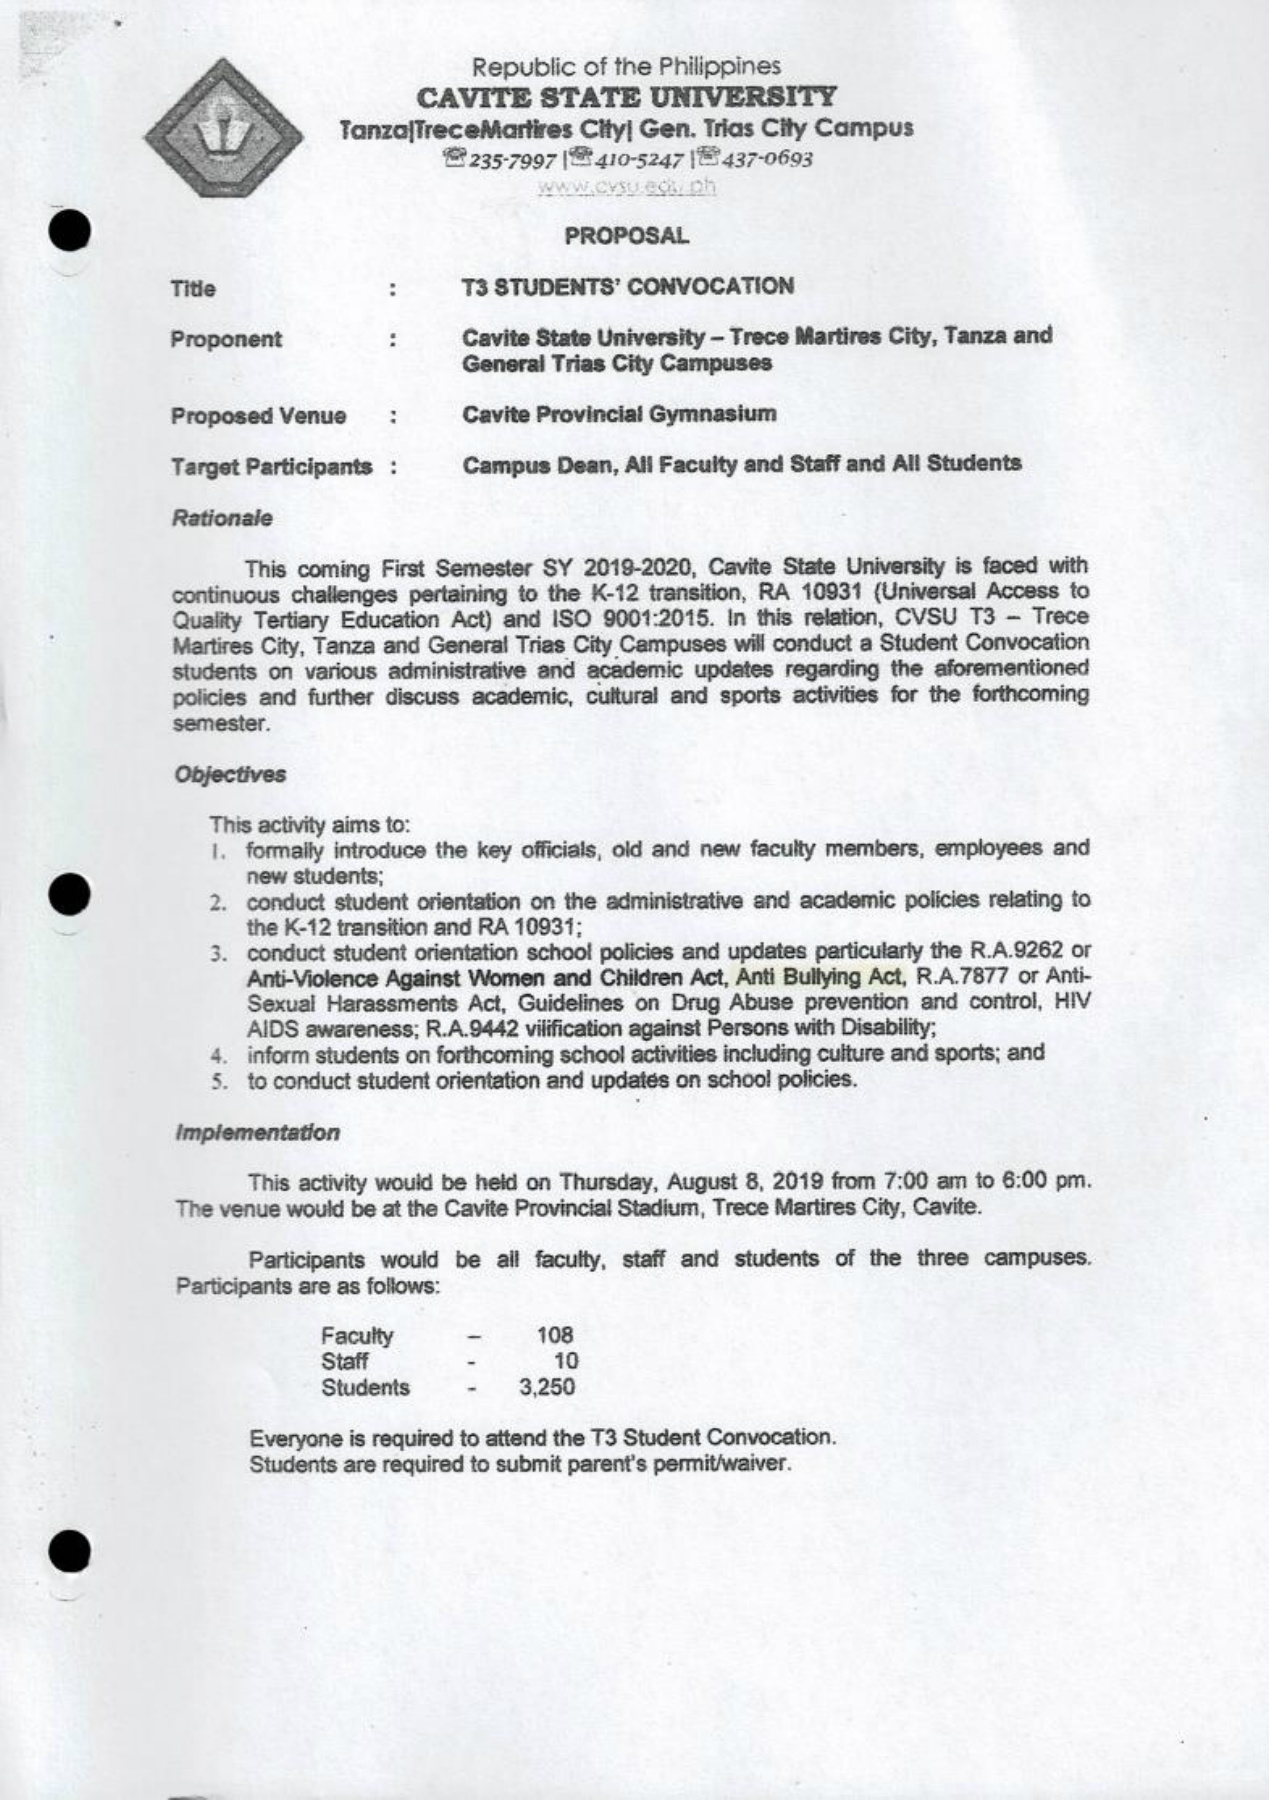 Republic of the Philippines
CAVITE STATE UNIVERSITY
Tanza|TreceMartires City| Gen. Trias City Campus
☎235-7997 |☎410-5247 |☎437-0693
www.cvsu.edu.ph
PROPOSAL
Title : T3 STUDENTS' CONVOCATION
Proponent : Cavite State University – Trece Martires City, Tanza and
General Trias City Campuses
Proposed Venue : Cavite Provincial Gymnasium
Target Participants : Campus Dean, All Faculty and Staff and All Students
Rationale
This coming First Semester SY 2019-2020, Cavite State University is faced with
continuous challenges pertaining to the K-12 transition, RA 10931 (Universal Access to
Quality Tertiary Education Act) and ISO 9001:2015. In this relation, CVSU T3 – Trece
Martires City, Tanza and General Trias City Campuses will conduct a Student Convocation
students on various administrative and academic updates regarding the aforementioned
policies and further discuss academic, cultural and sports activities for the forthcoming
semester.
Objectives
This activity aims to:
1. formally introduce the key officials, old and new faculty members, employees and
new students;
2. conduct student orientation on the administrative and academic policies relating to
the K-12 transition and RA 10931;
3. conduct student orientation school policies and updates particularly the R.A.9262 or
Anti-Violence Against Women and Children Act, Anti Bullying Act, R.A.7877 or Anti-
Sexual Harassments Act, Guidelines on Drug Abuse prevention and control, HIV
AIDS awareness; R.A.9442 vilification against Persons with Disability;
4. inform students on forthcoming school activities including culture and sports; and
5. to conduct student orientation and updates on school policies.
Implementation
This activity would be held on Thursday, August 8, 2019 from 7:00 am to 6:00 pm.
The venue would be at the Cavite Provincial Stadium, Trece Martires City, Cavite.
Participants would be all faculty, staff and students of the three campuses.
Participants are as follows:
Faculty – 108
Staff - 10
Students - 3,250
Everyone is required to attend the T3 Student Convocation.
Students are required to submit parent's permit/waiver.